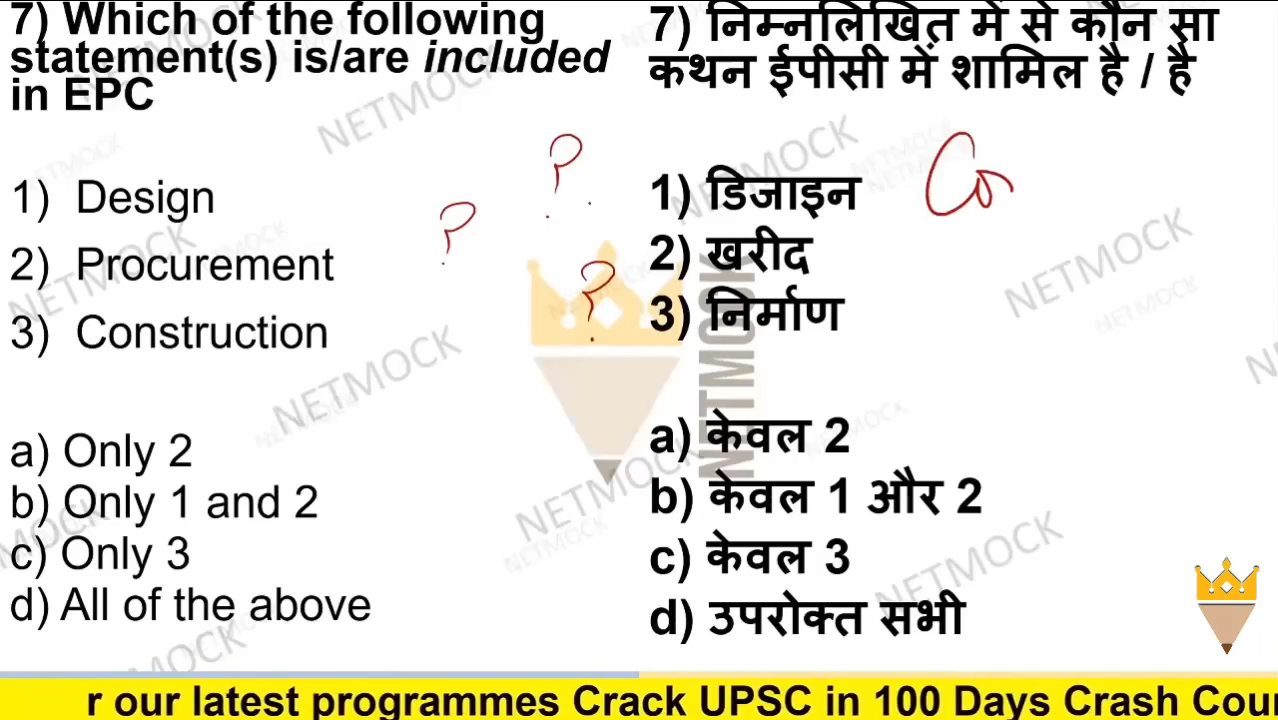 7) Which of the following
statement(s) is/are included
in EPC
1) Design
2) Procurement
3) Construction
a) Only 2
b) Only 1 and 2
c) Only 3
d) All of the above
7) निम्नलिखित में से कौन सा
कथन ईपीसी में शामिल है / है
1) डिजाइन
2) खरीद
3) निर्माण
a) केवल 2
b) केवल 1 और 2
c) केवल 3
d) उपरोक्त सभी
? 
?
?
Co
NETMOCK
r our latest programmes Crack UPSC in 100 Days Crash Cour